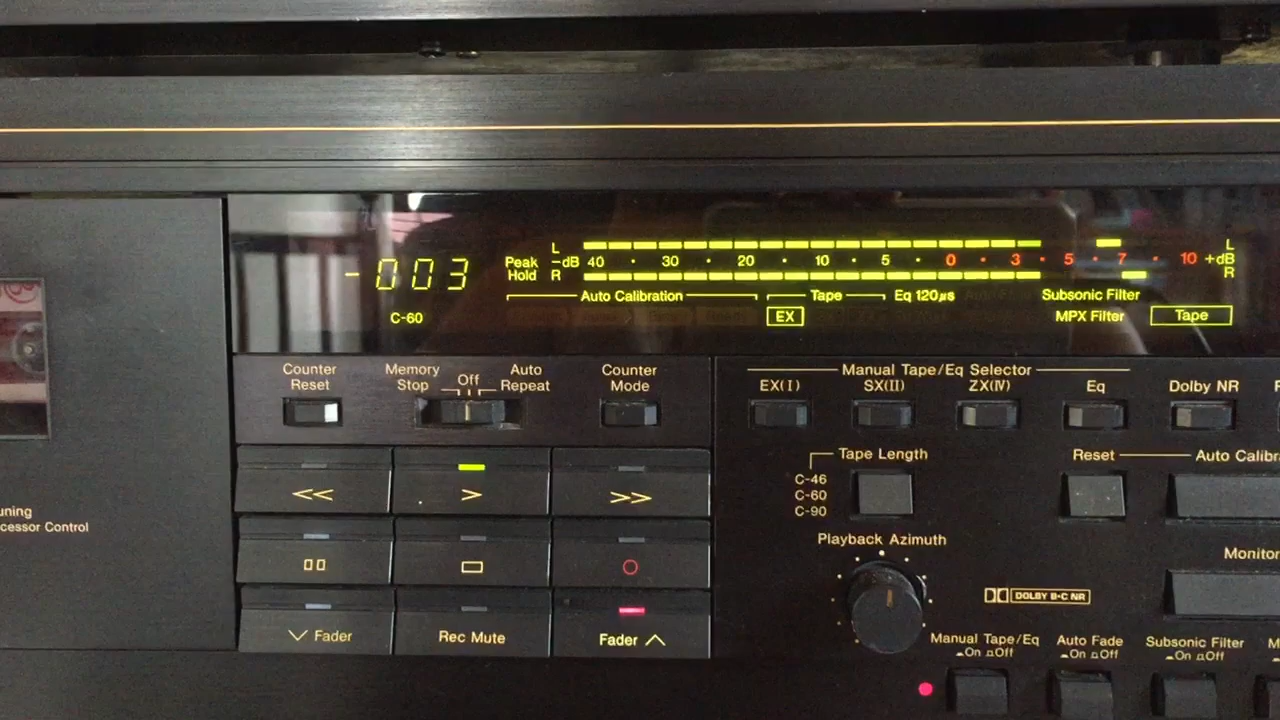 L
L
Peak -dB 40 · 30 · 20 · 10 · 5 · 0 · 3 · 5 · 7 · 10 +dB
Hold R
R
-003
Auto Calibration
Tape
Eq 120µs
Subsonic Filter
C-60
EX
MPX Filter
Tape
Counter Reset
Memory Stop
Off
Auto Repeat
Counter Mode
Manual Tape/Eq Selector
EX(I)
SX(II)
ZX(IV)
Eq
Dolby NR
Tape Length
C-46
C-60
C-90
Reset
Auto Calibra
<<
>
>>
uning
cessor Control
Playback Azimuth
Monitor
DOLBY B·C NR
Fader
Rec Mute
Fader
Manual Tape/Eq
On Off
Auto Fade
On Off
Subsonic Filter
On Off
M